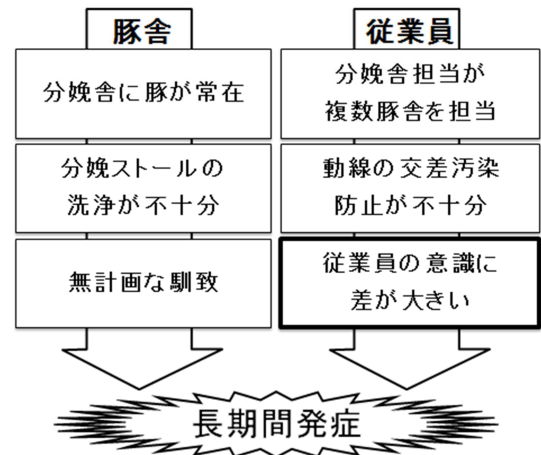 豚舎
分娩舎に豚が常在
分娩ストールの
洗浄が不十分
無計画な馴致
従業員
分娩舎担当が
複数豚舎を担当
動線の交差汚染
防止が不十分
従業員の意識に
差が大きい
長期間発症